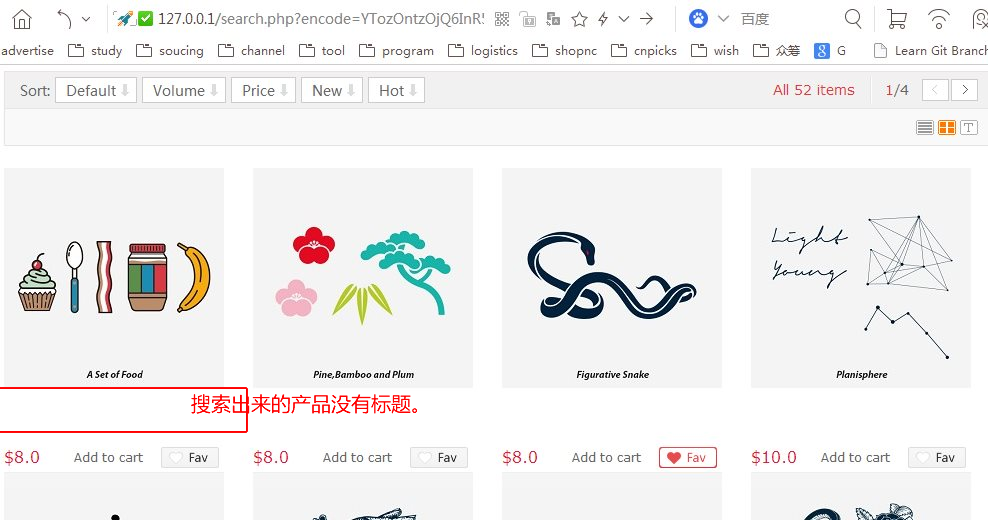 127.0.0.1/search.php?encode=YTozOntzOjQ6InR5 百度
advertise study soucing channel tool program logistics shopnc cnpicks wish 众筹 G Learn Git Branch
Sort: Default Volume Price New Hot All 52 items 1/4
T
Light
Young
A Set of Food Pine,Bamboo and Plum Figurative Snake Planisphere
搜索出来的产品没有标题。
$8.0 Add to cart Fav $8.0 Add to cart Fav $8.0 Add to cart Fav $10.0 Add to cart Fav